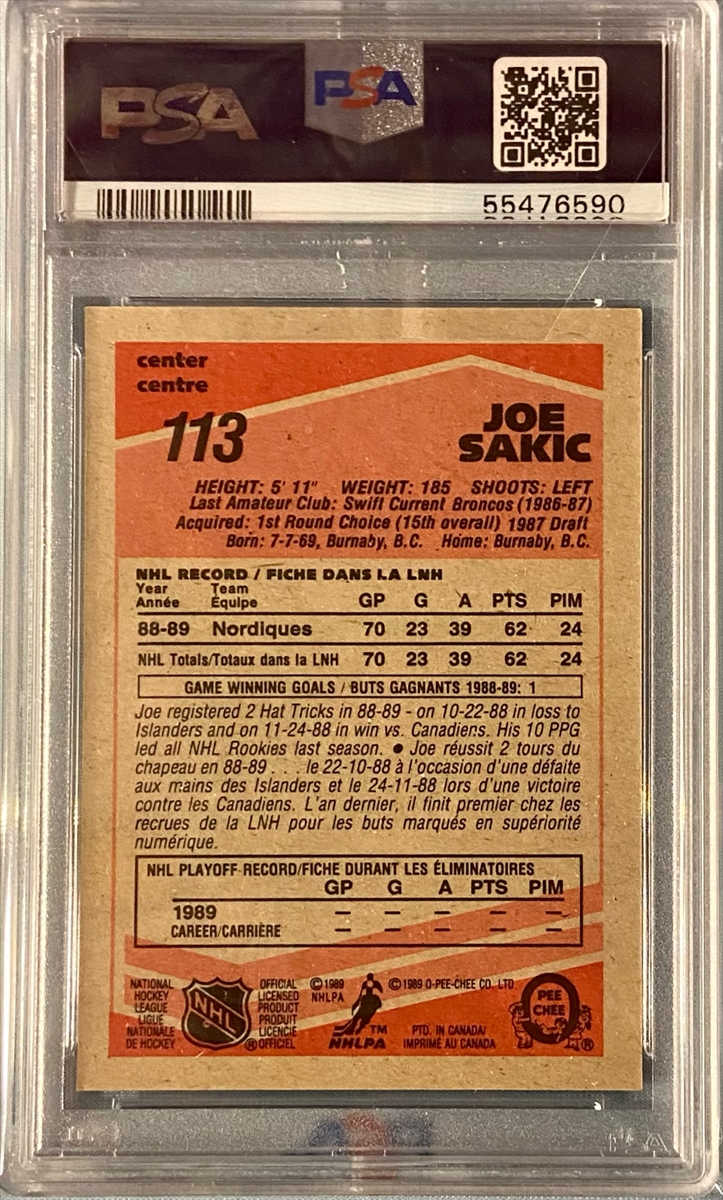 PSA
PSA
55476590
center
centre
113
JOE
SAKIC
HEIGHT: 5' 11" WEIGHT: 185 SHOOTS: LEFT
Last Amateur Club: Swift Current Broncos (1986-87)
Acquired: 1st Round Choice (15th overall) 1987 Draft
Born: 7-7-69, Burnaby, B.C. Home: Burnaby, B.C.
NHL RECORD / FICHE DANS LA LNH
Year Team
Année Équipe GP G A PTS PIM
88-89 Nordiques 70 23 39 62 24
NHL Totals/Totaux dans la LNH 70 23 39 62 24
GAME WINNING GOALS / BUTS GAGNANTS 1988-89: 1
Joe registered 2 Hat Tricks in 88-89 - on 10-22-88 in loss to
Islanders and on 11-24-88 in win vs. Canadiens. His 10 PPG
led all NHL Rookies last season. ● Joe réussit 2 tours du
chapeau en 88-89 . . . le 22-10-88 à l'occasion d'une défaite
aux mains des Islanders et le 24-11-88 lors d'une victoire
contre les Canadiens. L'an dernier, il finit premier chez les
recrues de la LNH pour les buts marqués en supériorité
numérique.
NHL PLAYOFF RECORD/FICHE DURANT LES ÉLIMINATOIRES
GP G A PTS PIM
1989 – – – – –
CAREER/CARRIÈRE – – – – –
NATIONAL
HOCKEY
LEAGUE
LIGUE
NATIONALE
DE HOCKEY
NHL
®
OFFICIAL
LICENSED
PRODUCT
PRODUIT
LICENCIÉ
OFFICIEL
©1989
NHLPA
TM
NHLPA
©1989 O-PEE-CHEE CO. LTD.
PTD. IN CANADA/
IMPRIMÉ AU CANADA
O
PEE
CHEE
®
PSA